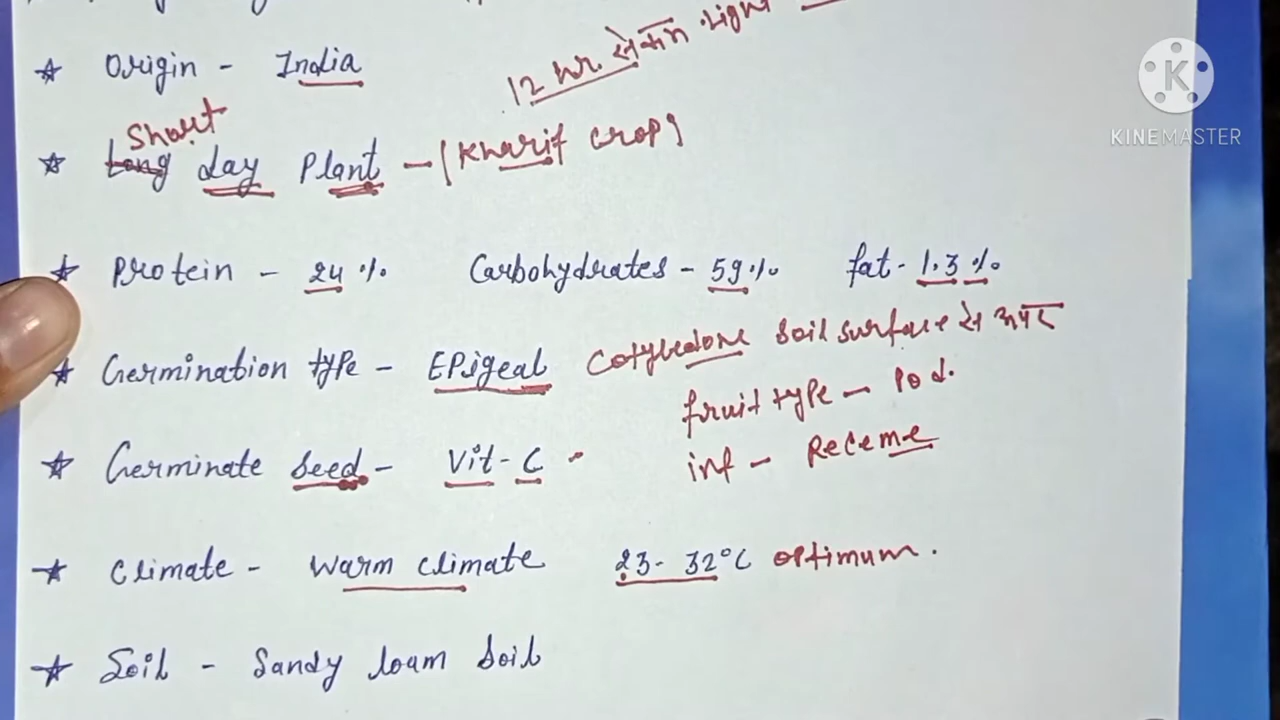 12 hr. से कम light
★ Origin - India
Short
★ Long day Plant - (Kharif crop)
★ Protein - 24% Carbohydrates - 59% fat - 1.3%
★ Germination type - EPigeal Cotyledone soil surface से ऊपर
fruit type - Pod.
★ Germinate seed - Vit-C
inf - Receme
★ Climate - Warm climate 23-32°C optimum.
★ Soil - Sandy loam Soil
KINEMASTER